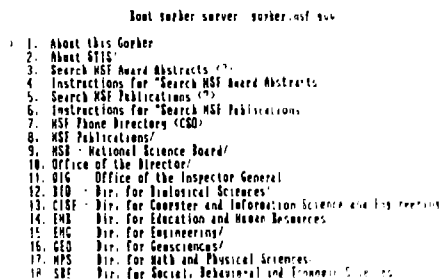 Root gopher server: gopher.nsf.gov
1. About this Gopher
2. About STIS/
3. Search NSF Award Abstracts <?>
4. Instructions for "Search NSF Award Abstracts
5. Search NSF Publications <?>
6. Instructions for "Search NSF Publications
7. NSF Phone Directory <CSO>
8. NSF Publications/
9. NSB - National Science Board/
10. Office of the Director/
11. OIG Office of the Inspector General
12. BIO - Dir. for Biological Sciences/
13. CISE - Dir. for Computer and Information Science and Engineering
14. EHR Dir. for Education and Human Resources
15. ENG Dir. for Engineering/
16. GEO Dir. for Geosciences/
17. MPS Dir. for Math and Physical Sciences
18. SBE Dir. for Social, Behavioral and Economic Sciences